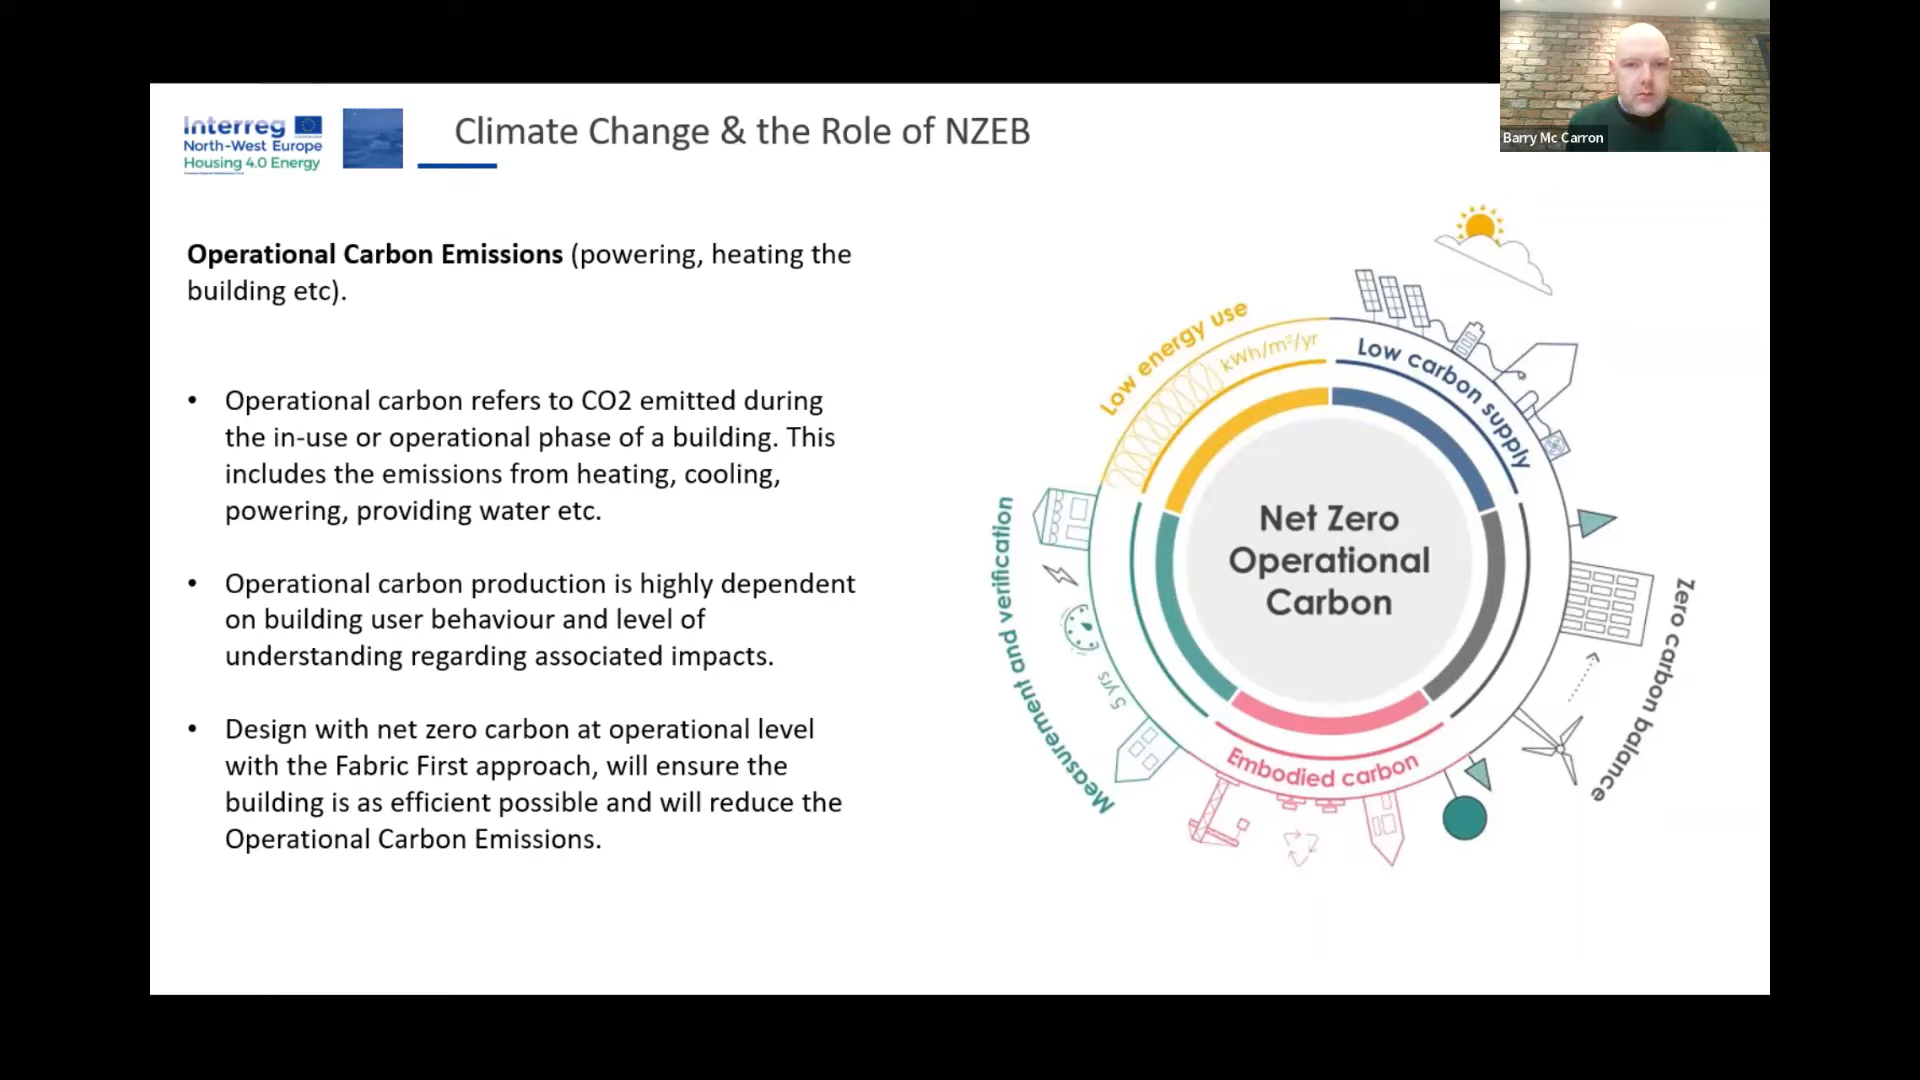 Interreg
North-West Europe
Housing 4.0 Energy
Climate Change & the Role of NZEB
Barry Mc Carron
Operational Carbon Emissions (powering, heating the
building etc).
• Operational carbon refers to CO2 emitted during
the in-use or operational phase of a building. This
includes the emissions from heating, cooling,
powering, providing water etc.
• Operational carbon production is highly dependent
on building user behaviour and level of
understanding regarding associated impacts.
• Design with net zero carbon at operational level
with the Fabric First approach, will ensure the
building is as efficient possible and will reduce the
Operational Carbon Emissions.
Low energy use
kWh/m²/yr
Low carbon supply
Net Zero
Operational
Carbon
Measurement and verification
5 yrs
Zero carbon balance
Embodied carbon